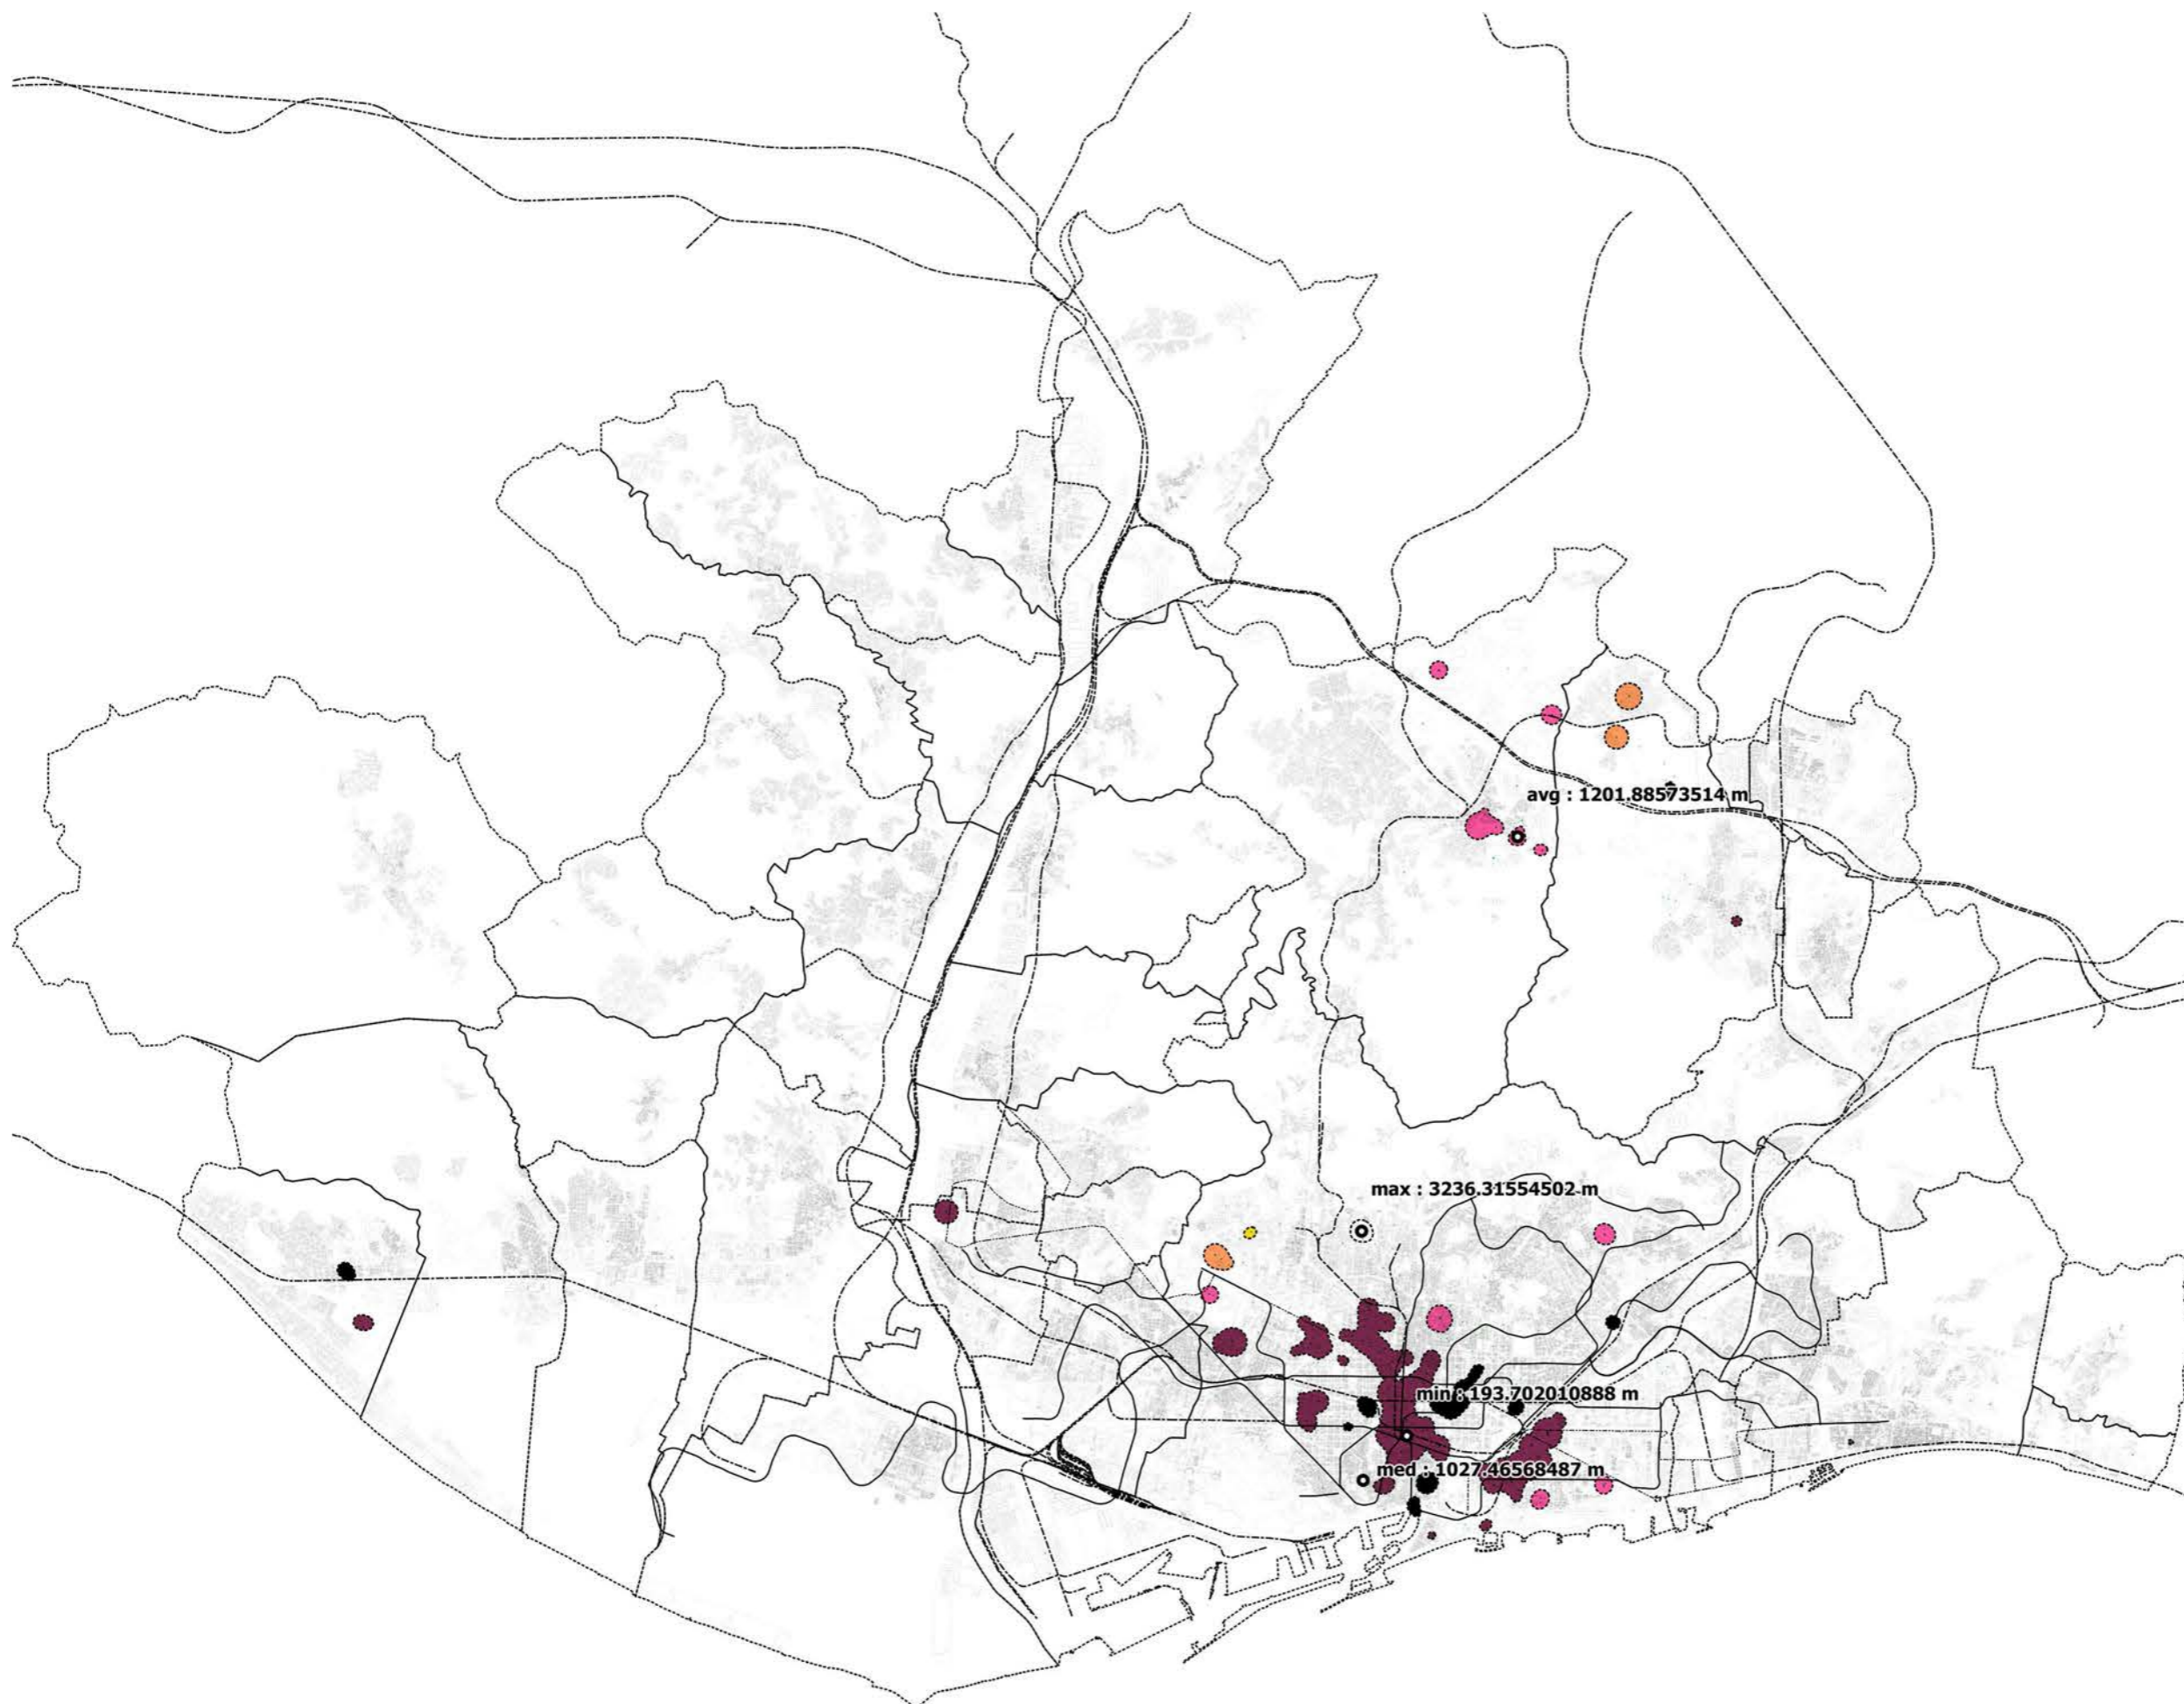 avg : 1201.88573514 m
max : 3236.31554502 m
min : 193.702010888 m
med : 1027.46568487 m